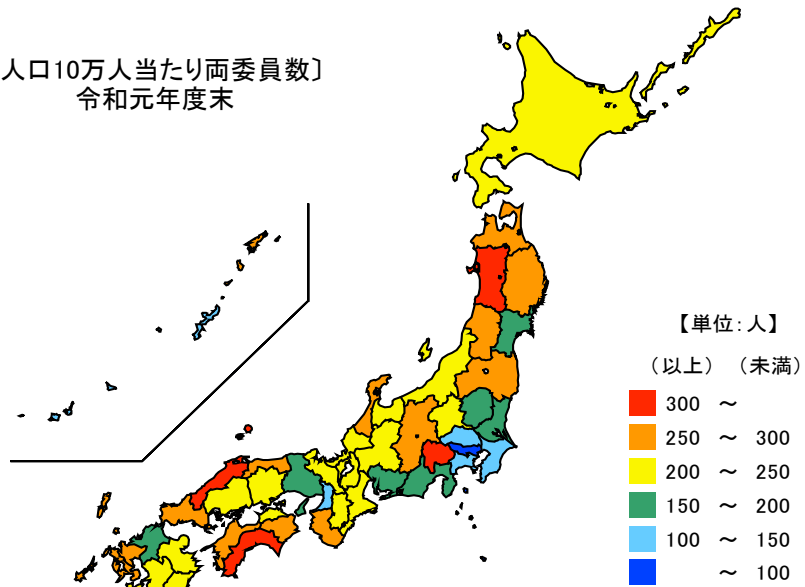 人口10万人当たり両委員数〕
令和元年度末
【単位：人】
（以上） （未満）
300 ～
250 ～ 300
200 ～ 250
150 ～ 200
100 ～ 150
～ 100